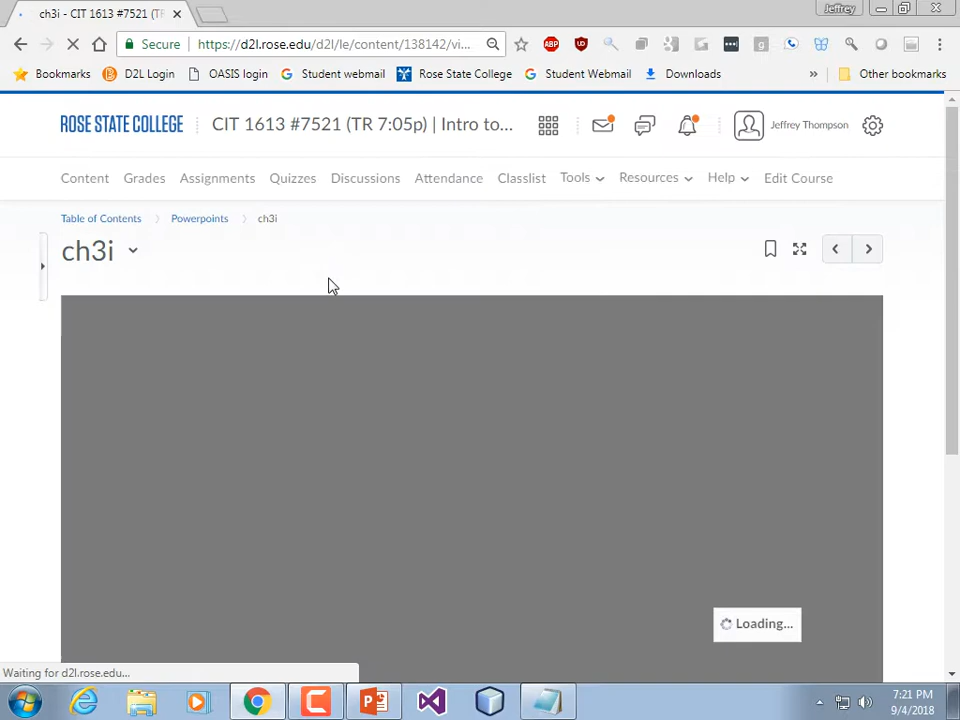 ch3i - CIT 1613 #7521 (TR
Jeffrey
Secure
https://d2l.rose.edu/d2l/le/content/138142/vi...
Bookmarks
D2L Login
OASIS login
Student webmail
Rose State College
Student Webmail
Downloads
»
Other bookmarks
ROSE STATE COLLEGE
CIT 1613 #7521 (TR 7:05p) | Intro to...
Jeffrey Thompson
Content
Grades
Assignments
Quizzes
Discussions
Attendance
Classlist
Tools
Resources
Help
Edit Course
Table of Contents
Powerpoints
ch3i
ch3i
Loading...
Waiting for d2l.rose.edu...
7:21 PM
9/4/2018